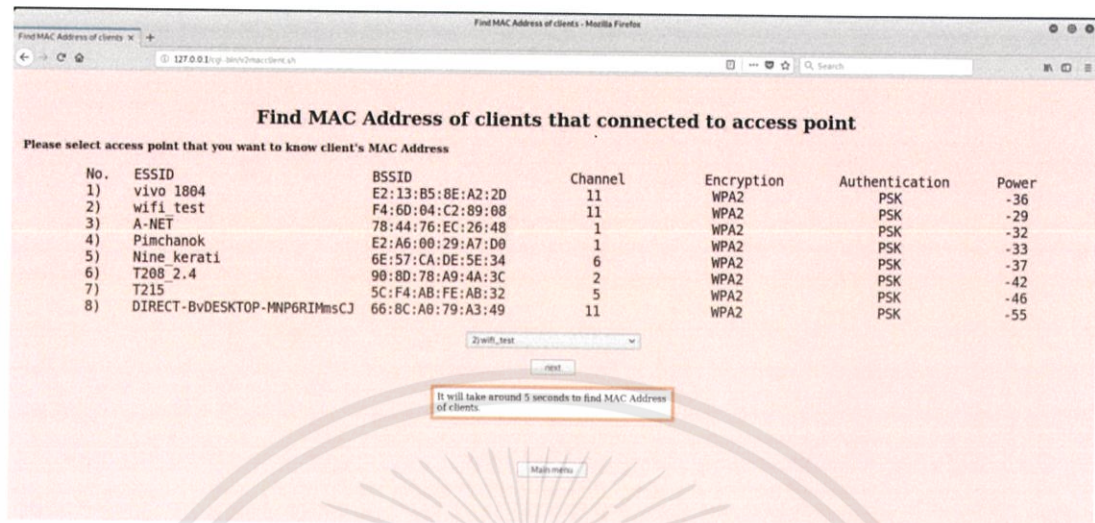 Find MAC Address of clients - Mozilla Firefox
Find MAC Address of clients × +
127.0.0.1/cgi-bin/v2macclient.sh
Search
Find MAC Address of clients that connected to access point
Please select access point that you want to know client's MAC Address
No. ESSID BSSID Channel Encryption Authentication Power
1) vivo 1804 E2:13:B5:8E:A2:2D 11 WPA2 PSK -36
2) wifi_test F4:6D:04:C2:89:08 11 WPA2 PSK -29
3) A-NET 78:44:76:EC:26:48 1 WPA2 PSK -32
4) Pimchanok E2:A6:00:29:A7:D0 1 WPA2 PSK -33
5) Nine_kerati 6E:57:CA:DE:5E:34 6 WPA2 PSK -37
6) T208_2.4 90:8D:78:A9:4A:3C 2 WPA2 PSK -42
7) T215 5C:F4:AB:FE:AB:32 5 WPA2 PSK -46
8) DIRECT-BvDESKTOP-MNP6RIMmsCJ 66:8C:A0:79:A3:49 11 WPA2 PSK -55
2)wifi_test
next
It will take around 5 seconds to find MAC Address
of clients.
Main menu